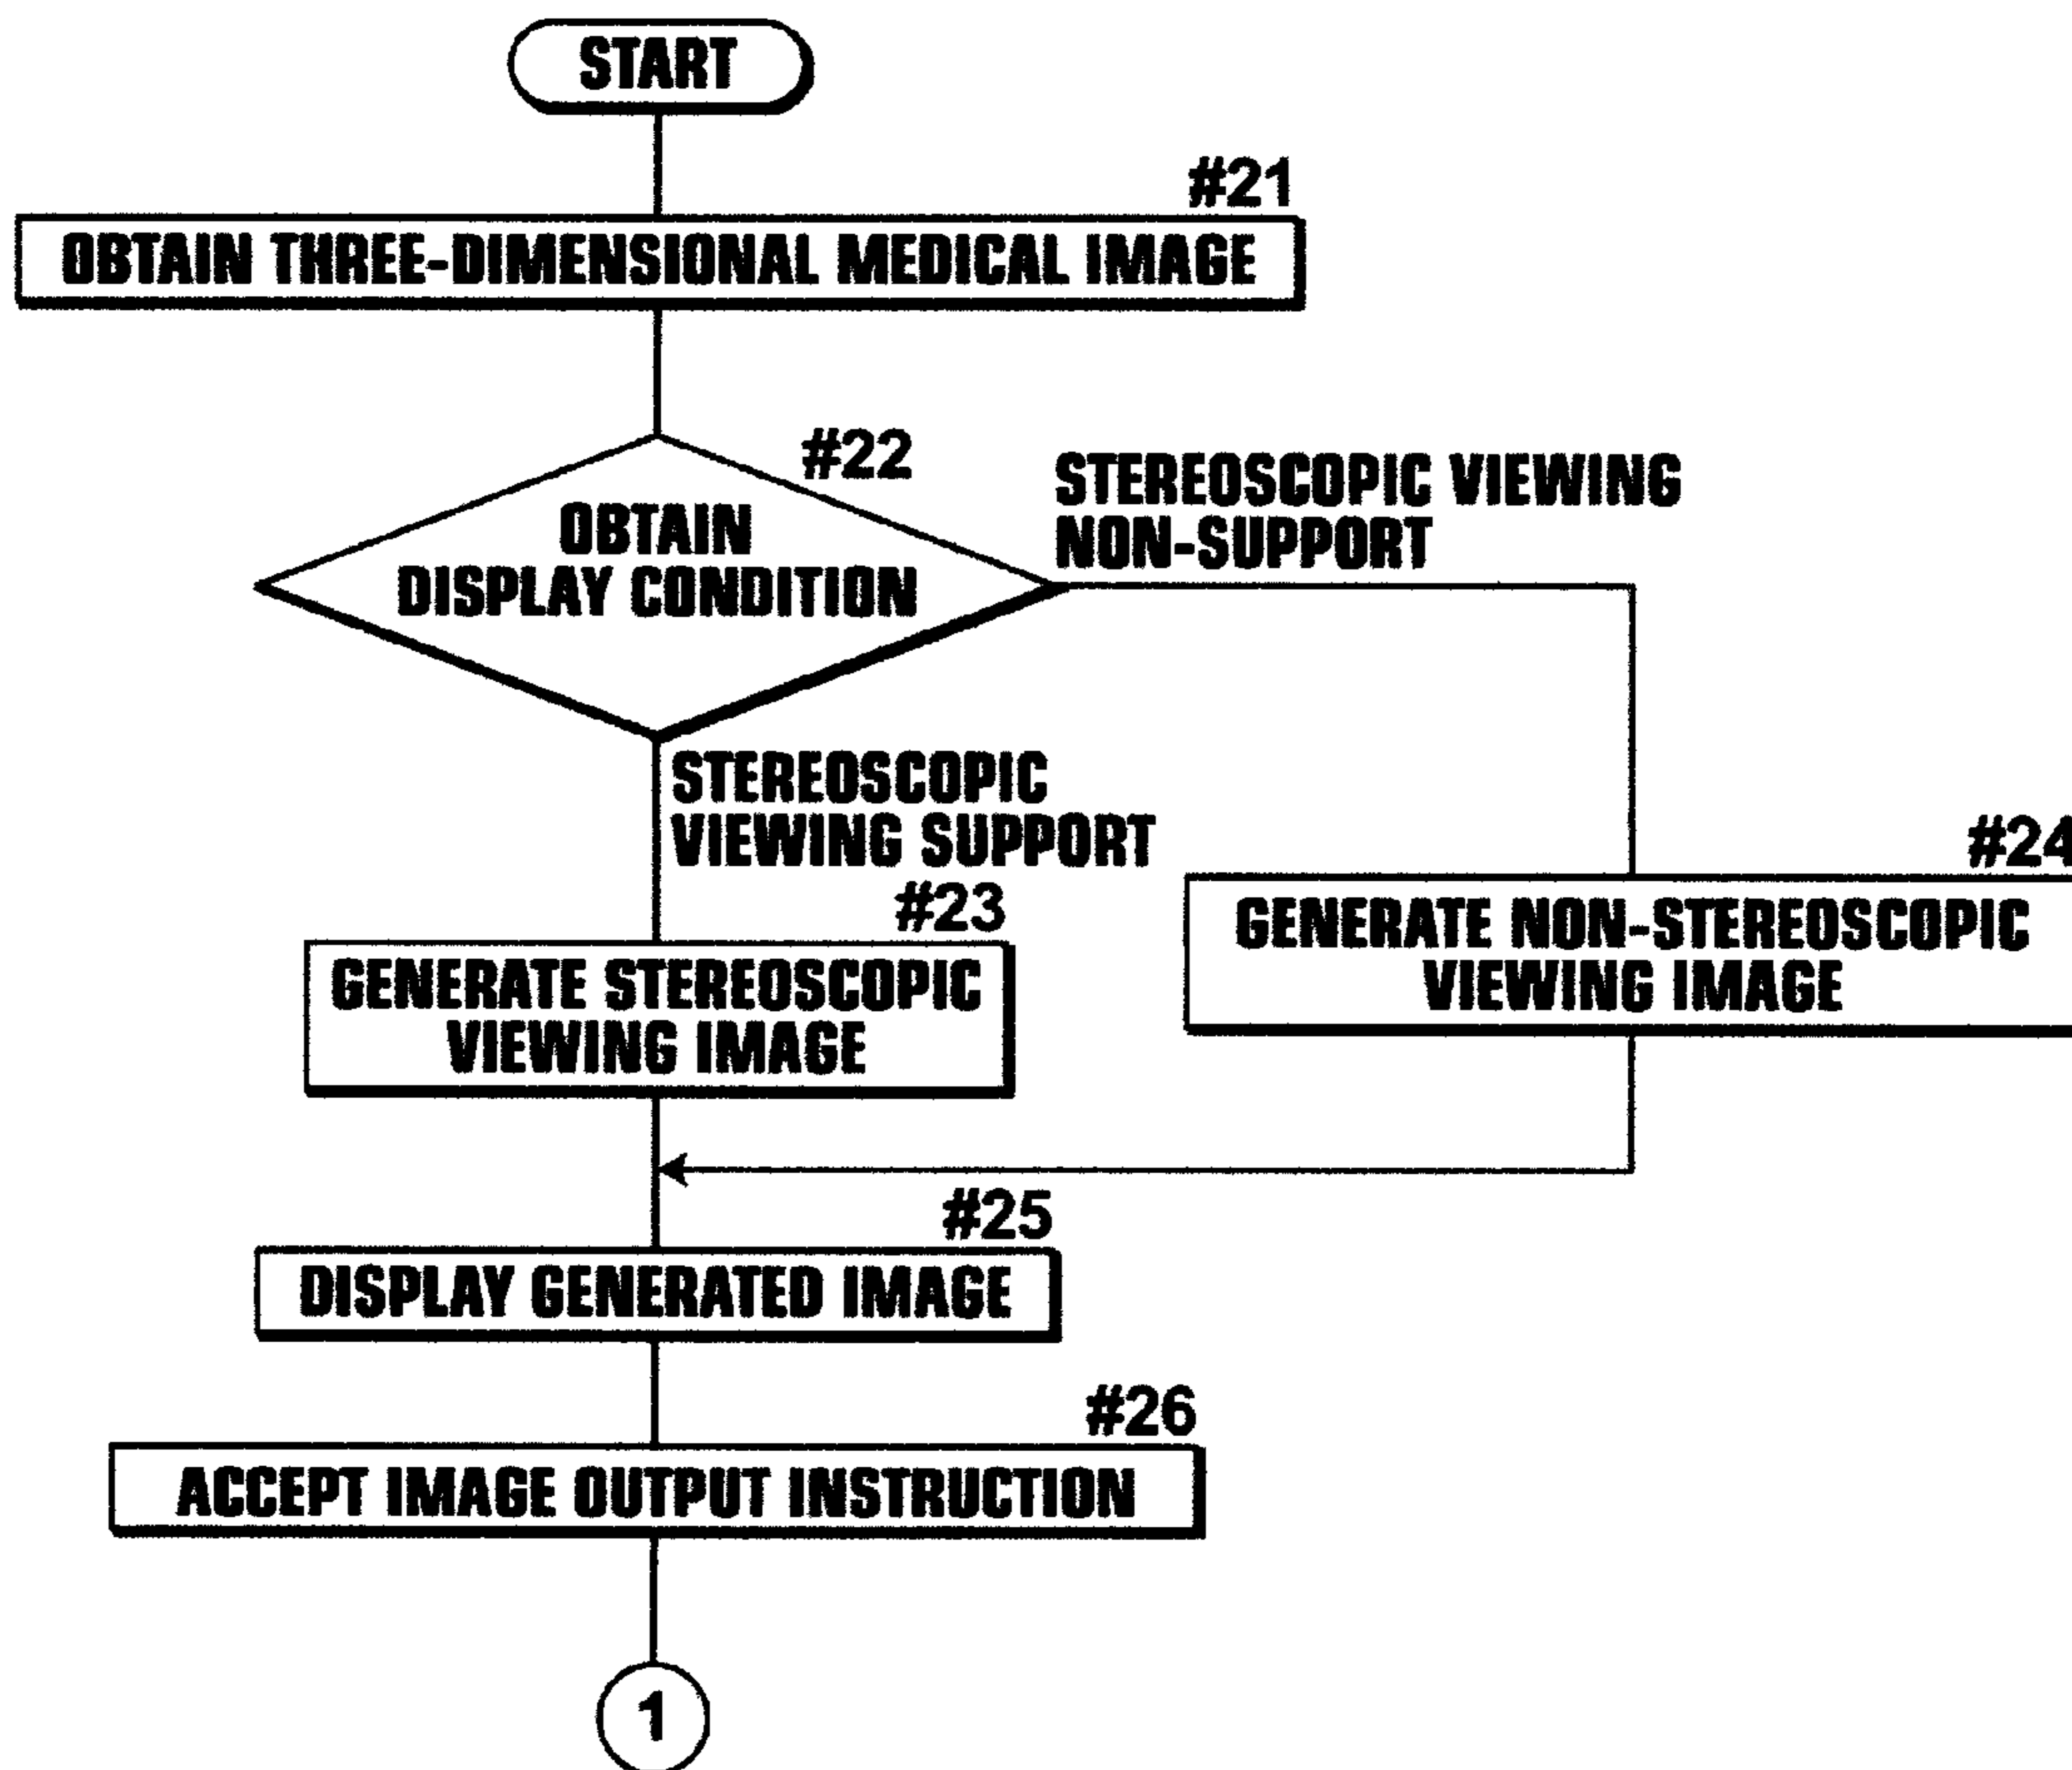 START
#21
OBTAIN THREE-DIMENSIONAL MEDICAL IMAGE
#22
OBTAIN
DISPLAY CONDITION
STEREOSCOPIC VIEWING
NON-SUPPORT
STEREOSCOPIC
VIEWING SUPPORT
#23
GENERATE STEREOSCOPIC
VIEWING IMAGE
#24
GENERATE NON-STEREOSCOPIC
VIEWING IMAGE
#25
DISPLAY GENERATED IMAGE
#26
ACCEPT IMAGE OUTPUT INSTRUCTION
1